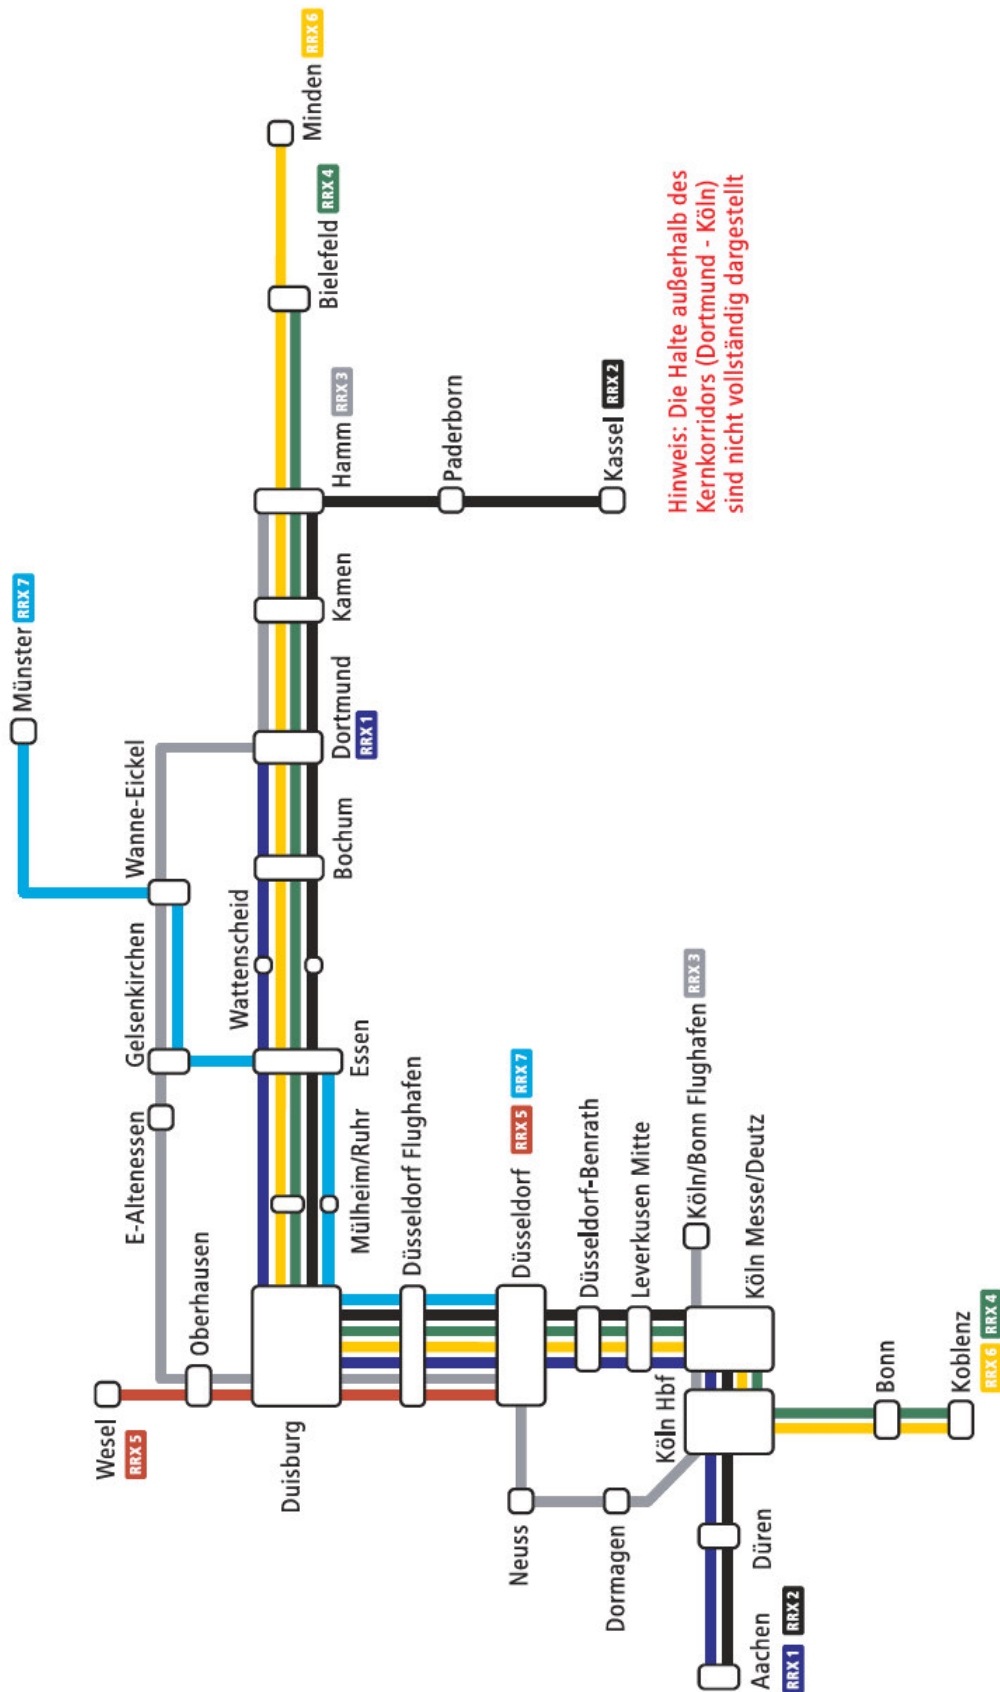 Münster RRX 7
Wesel
RRX 5
Oberhausen
E-Altenessen
Gelsenkirchen
Wanne-Eickel
Duisburg
Mülheim/Ruhr
Essen
Wattenscheid
Bochum
Dortmund
RRX 1
Kamen
Hamm RRX 3
Bielefeld RRX 4
Minden RRX 6
Paderborn
Kassel RRX 2
Düsseldorf Flughafen
Düsseldorf RRX 5 RRX 7
Düsseldorf-Benrath
Leverkusen Mitte
Neuss
Dormagen
Köln Hbf
Köln/Bonn Flughafen RRX 3
Köln Messe/Deutz
Aachen
RRX 1 RRX 2
Düren
Bonn
Koblenz
RRX 6 RRX 4
Hinweis: Die Halte außerhalb des
Kernkorridors (Dortmund - Köln)
sind nicht vollständig dargestellt